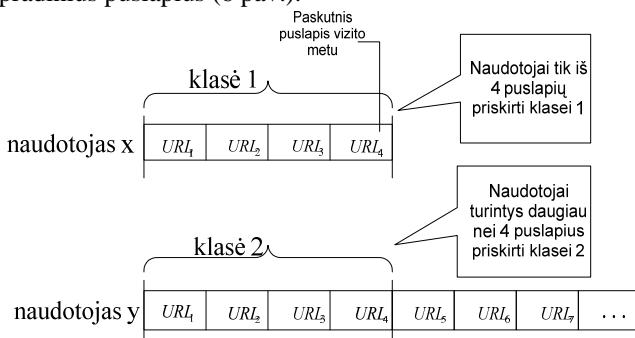 pradinius puslapius (6 pav.).
Paskutnis
puslapis vizito
metu
klasė 1
Naudotojai tik iš
4 puslapių
priskirti klasei 1
naudotojas x URL1 URL2 URL3 URL4
Naudotojai
turintys daugiau
nei 4 puslapius
priskirti klasei 2
klasė 2
naudotojas y URL1 URL2 URL3 URL4 URL5 URL6 URL7 ...